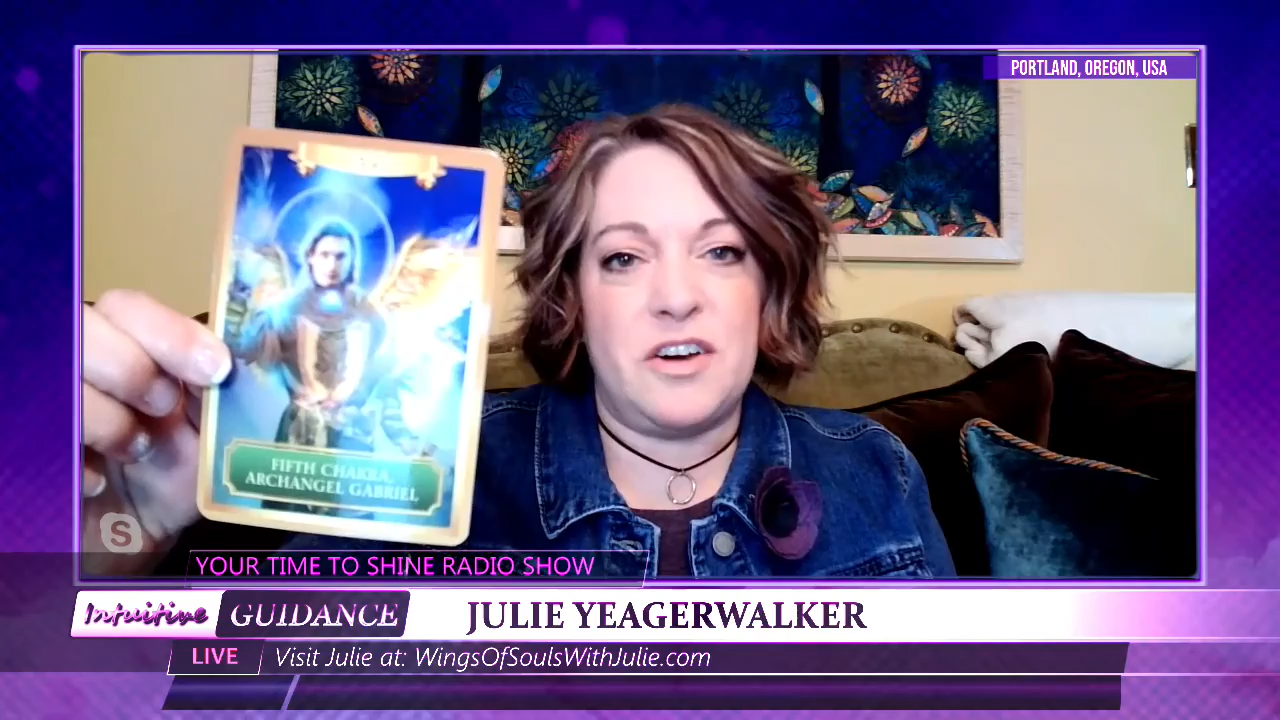 PORTLAND, OREGON, USA
FIFTH CHAKRA,
ARCHANGEL GABRIEL
S
YOUR TIME TO SHINE RADIO SHOW
Intuitive GUIDANCE
JULIE YEAGERWALKER
LIVE
Visit Julie at: WingsOfSoulsWithJulie.com